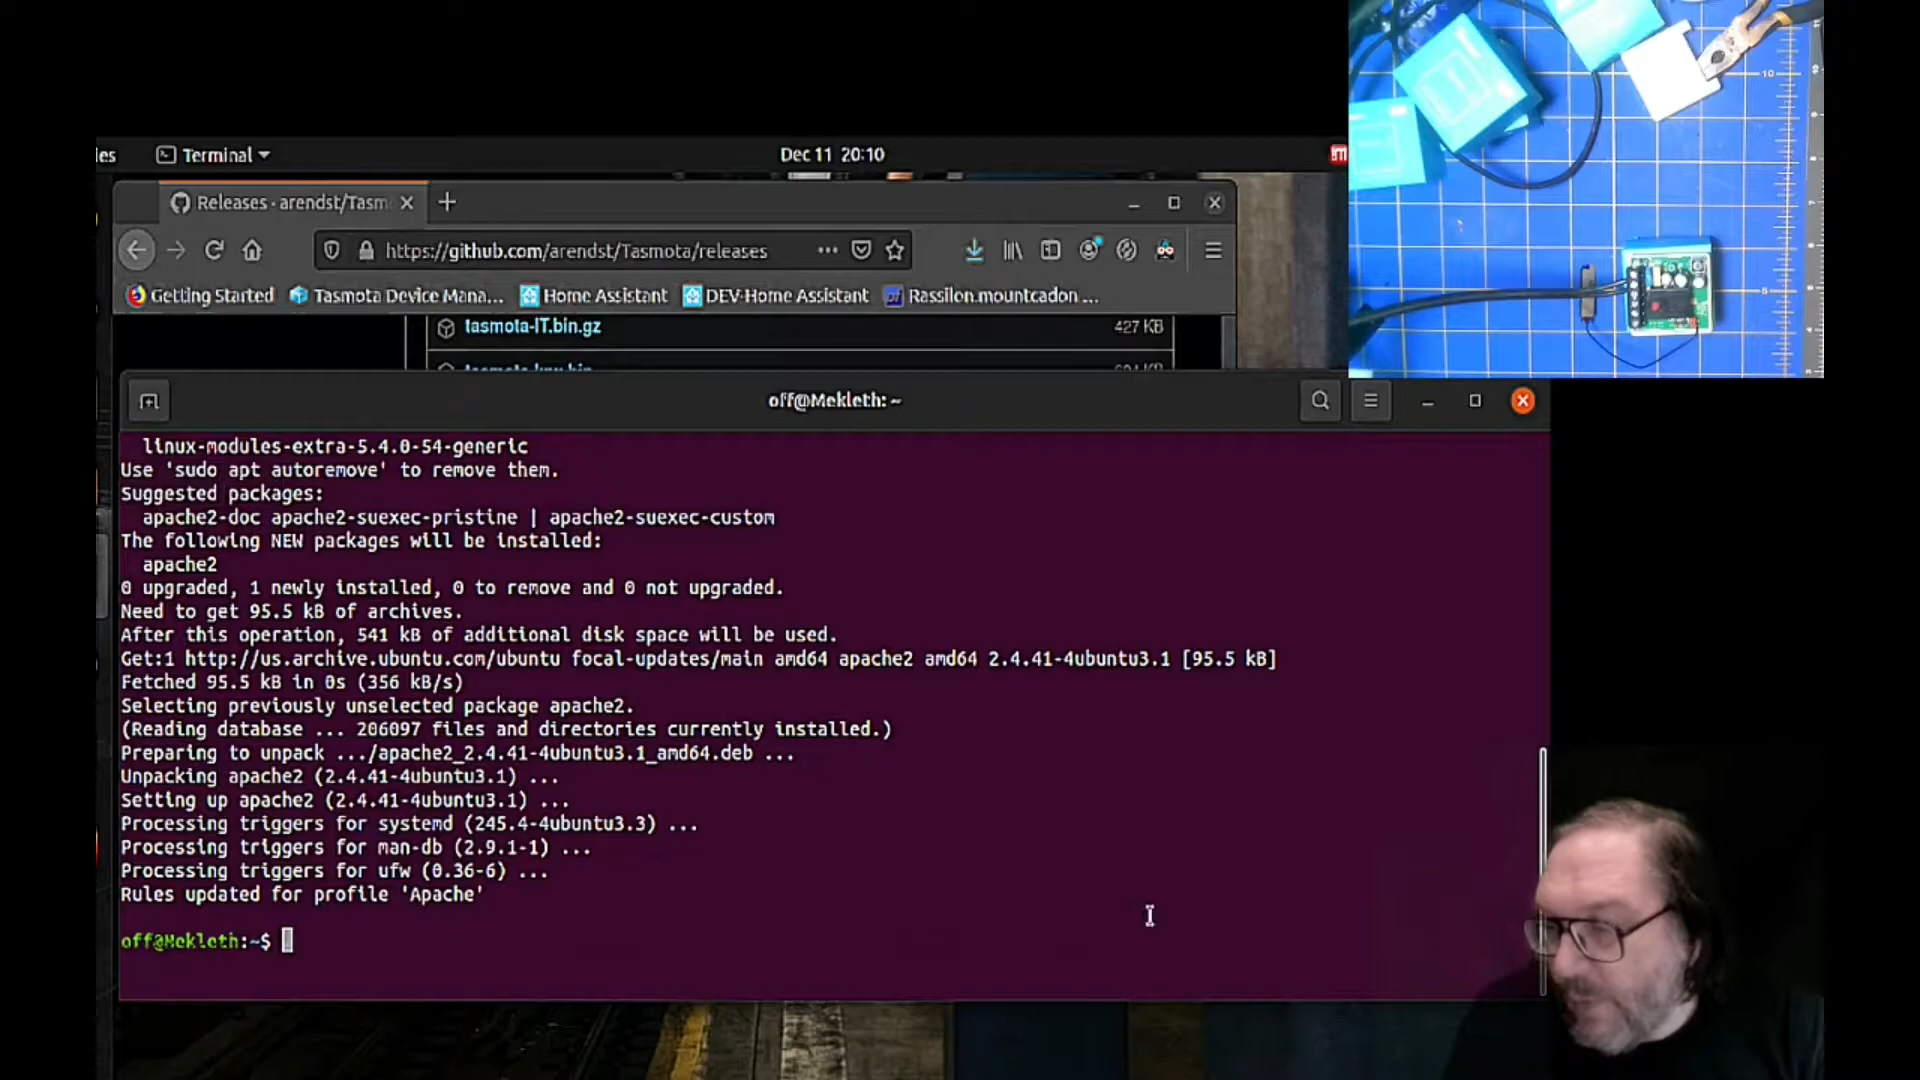 les
Terminal
Dec 11 20:10
Releases · arendst/Tasm
https://github.com/arendst/Tasmota/releases
Getting Started
Tasmota Device Mana...
Home Assistant
DEV-Home Assistant
Rassilon.mountcadon ...
tasmota-IT.bin.gz
427 KB
off@Mekleth: ~
linux-modules-extra-5.4.0-54-generic
Use 'sudo apt autoremove' to remove them.
Suggested packages:
apache2-doc apache2-suexec-pristine | apache2-suexec-custom
The following NEW packages will be installed:
apache2
0 upgraded, 1 newly installed, 0 to remove and 0 not upgraded.
Need to get 95.5 kB of archives.
After this operation, 541 kB of additional disk space will be used.
Get:1 http://us.archive.ubuntu.com/ubuntu focal-updates/main amd64 apache2 amd64 2.4.41-4ubuntu3.1 [95.5 kB]
Fetched 95.5 kB in 0s (356 kB/s)
Selecting previously unselected package apache2.
(Reading database ... 206097 files and directories currently installed.)
Preparing to unpack .../apache2_2.4.41-4ubuntu3.1_amd64.deb ...
Unpacking apache2 (2.4.41-4ubuntu3.1) ...
Setting up apache2 (2.4.41-4ubuntu3.1) ...
Processing triggers for systemd (245.4-4ubuntu3.3) ...
Processing triggers for man-db (2.9.1-1) ...
Processing triggers for ufw (0.36-6) ...
Rules updated for profile 'Apache'
off@Mekleth:~$